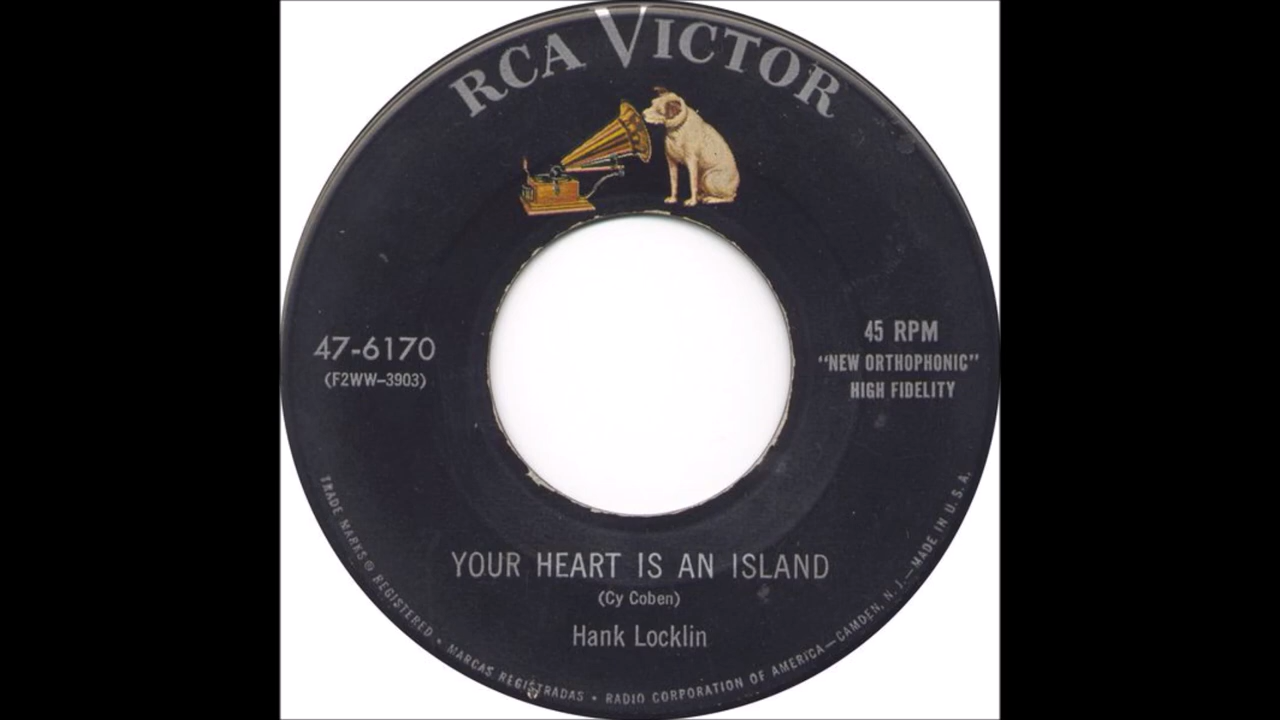 RCA VICTOR
47-6170
(F2WW-3903)
45 RPM
"NEW ORTHOPHONIC"
HIGH FIDELITY
YOUR HEART IS AN ISLAND
(Cy Coben)
Hank Locklin
TRADE MARKS ® REGISTERED • MARCAS REGISTRADAS • RADIO CORPORATION OF AMERICA—CAMDEN, N. J.—MADE IN U. S. A.